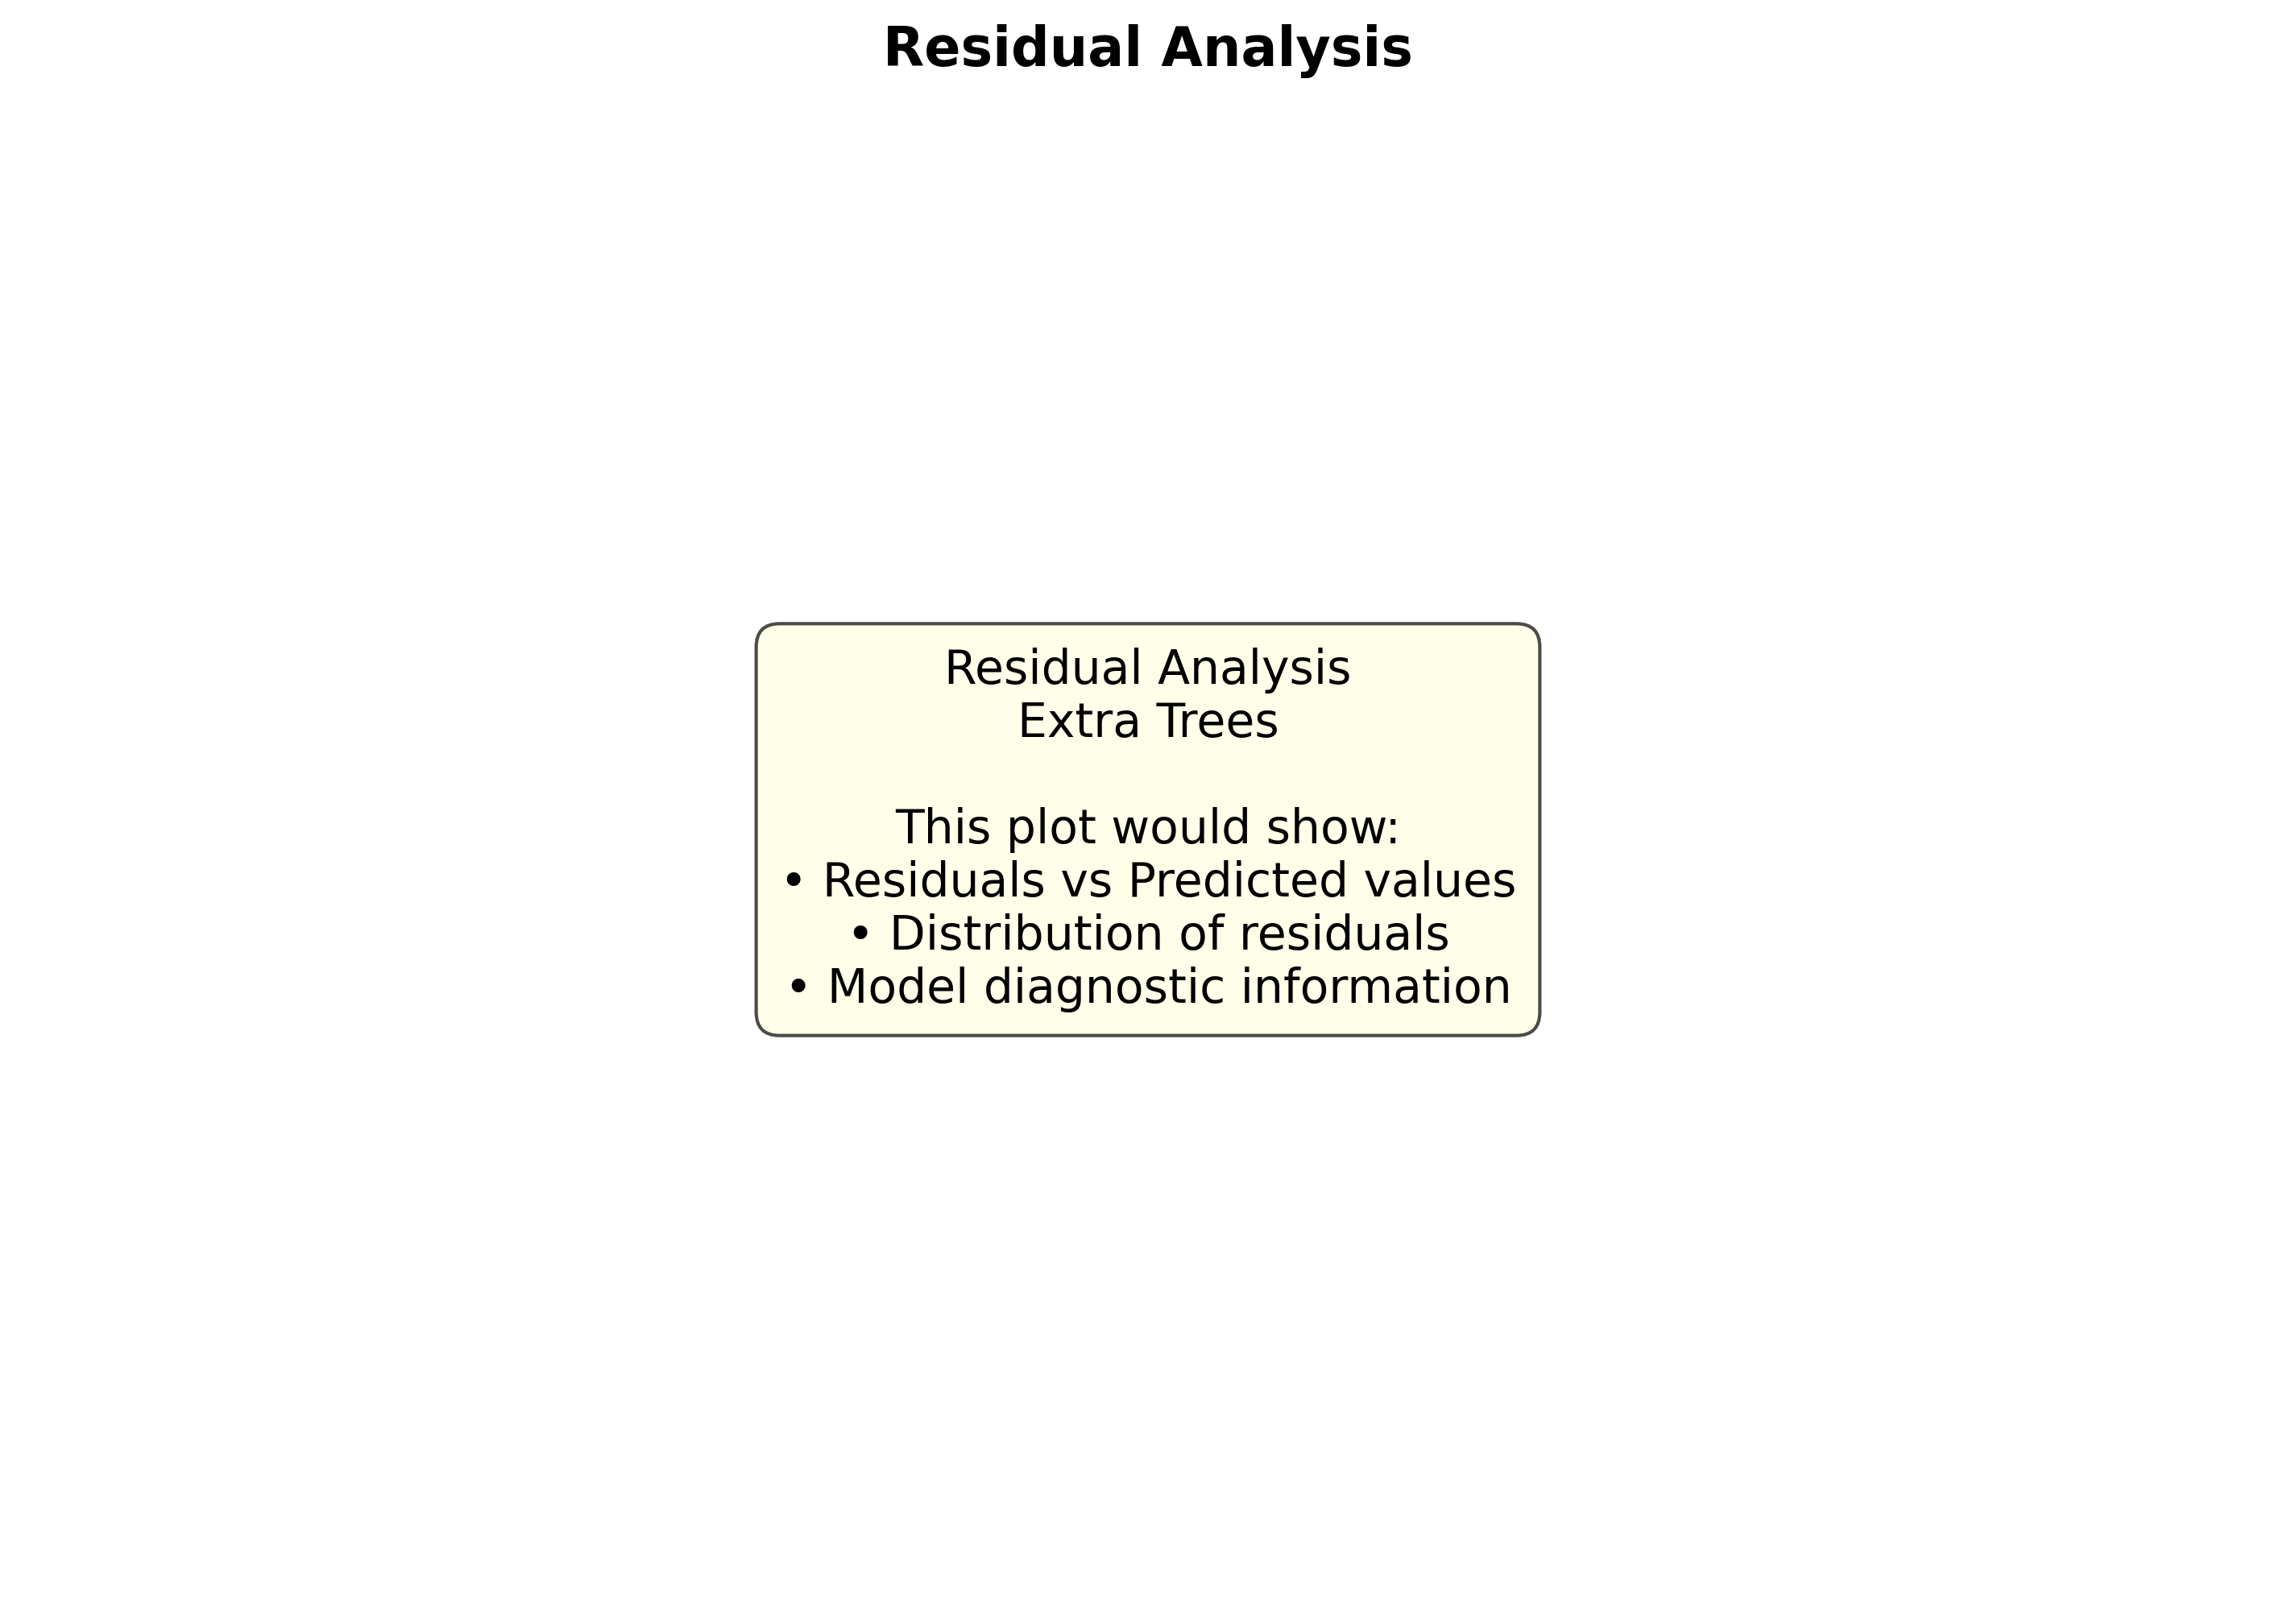 Residual Analysis
Residual Analysis
Extra Trees
This plot would show:
• Residuals vs Predicted values
• Distribution of residuals
• Model diagnostic information